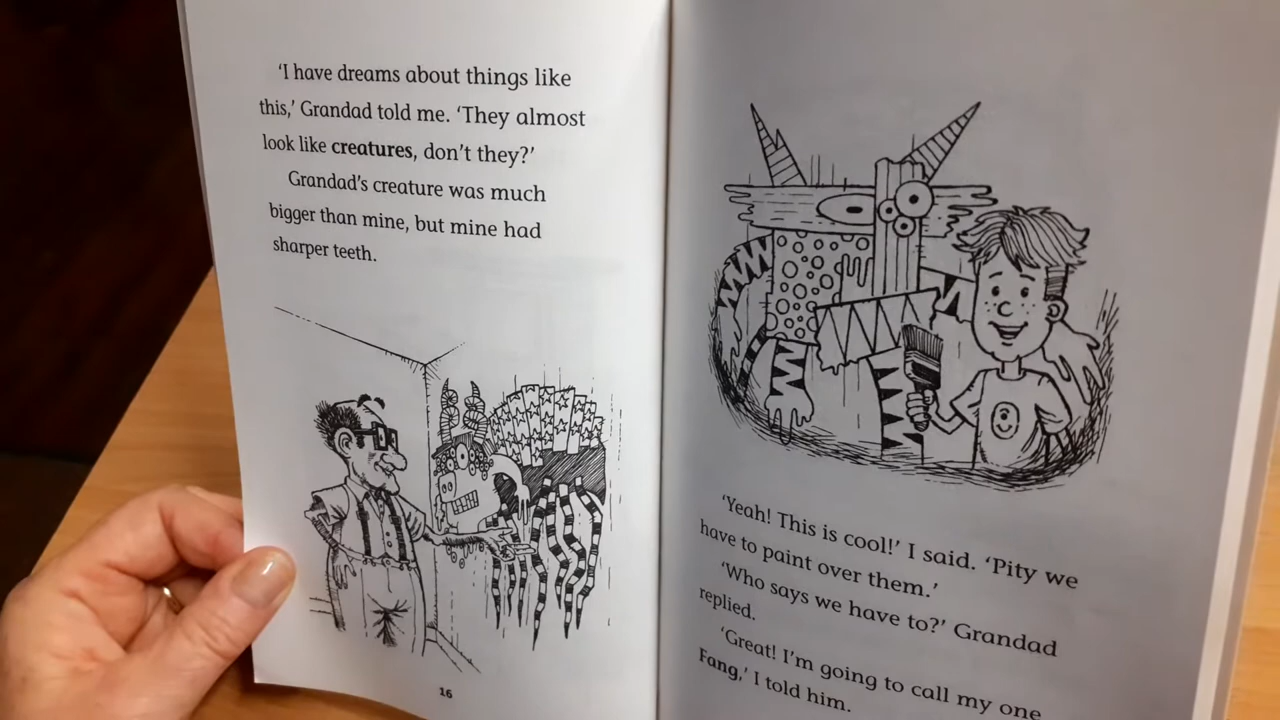 ‘I have dreams about things like
this,’ Grandad told me. ‘They almost
look like creatures, don’t they?’
Grandad’s creature was much
bigger than mine, but mine had
sharper teeth.
16
‘Yeah! This is cool!’ I said. ‘Pity we
have to paint over them.’
‘Who says we have to?’ Grandad
replied.
‘Great! I’m going to call my one
Fang,’ I told him.